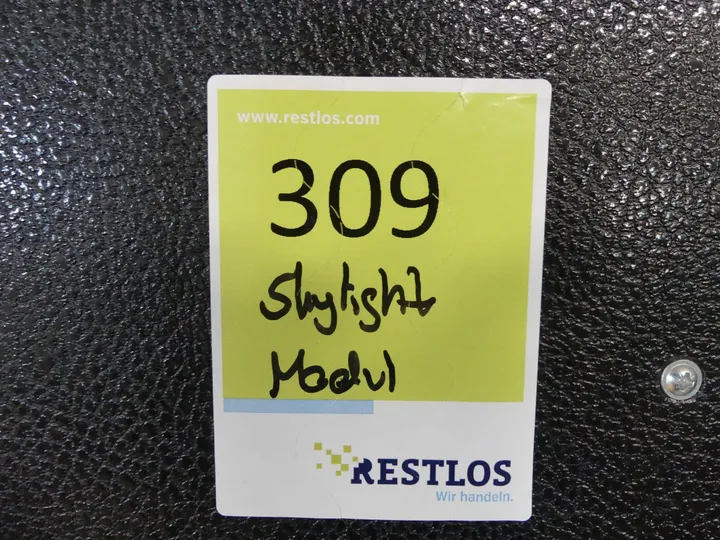 www.restlos.com
309
Skylight
Modul
RESTLOS
Wir handeln.